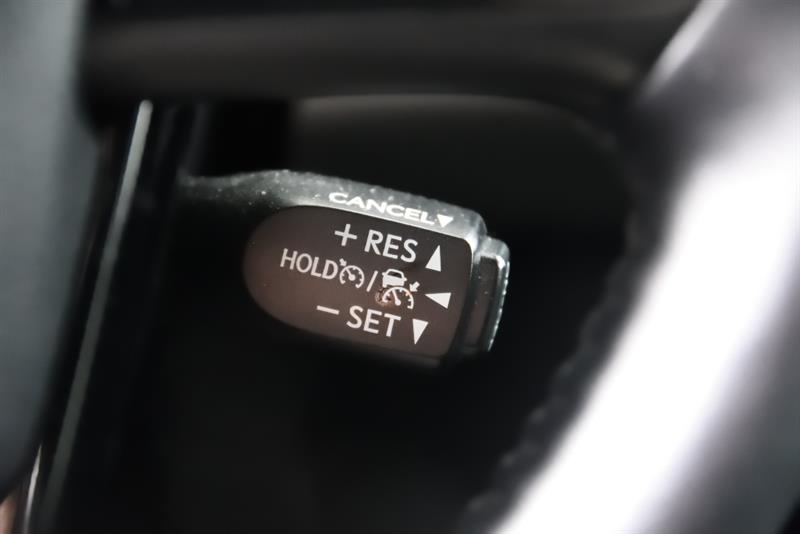 CANCEL▼
+ RES ▲
HOLD / ◀
− SET ▼